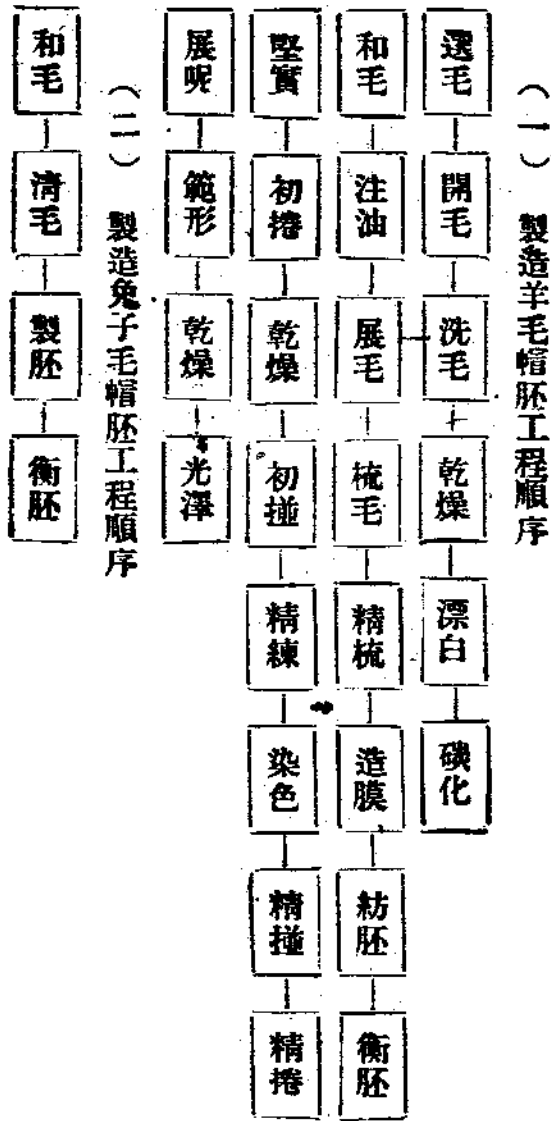 (一) 製造羊毛帽胚工程順序
選毛 開毛 洗毛 乾燥 漂白 碳化
和毛 注油 展毛 梳毛 精梳 造膜 紡胚 衡胚
堅實 初捲 乾燥 初撞 精練 染色 精撞 精捲
展呢 範形 乾燥 光澤
(二) 製造兔子毛帽胚工程順序
和毛 清毛 製胚 衡胚